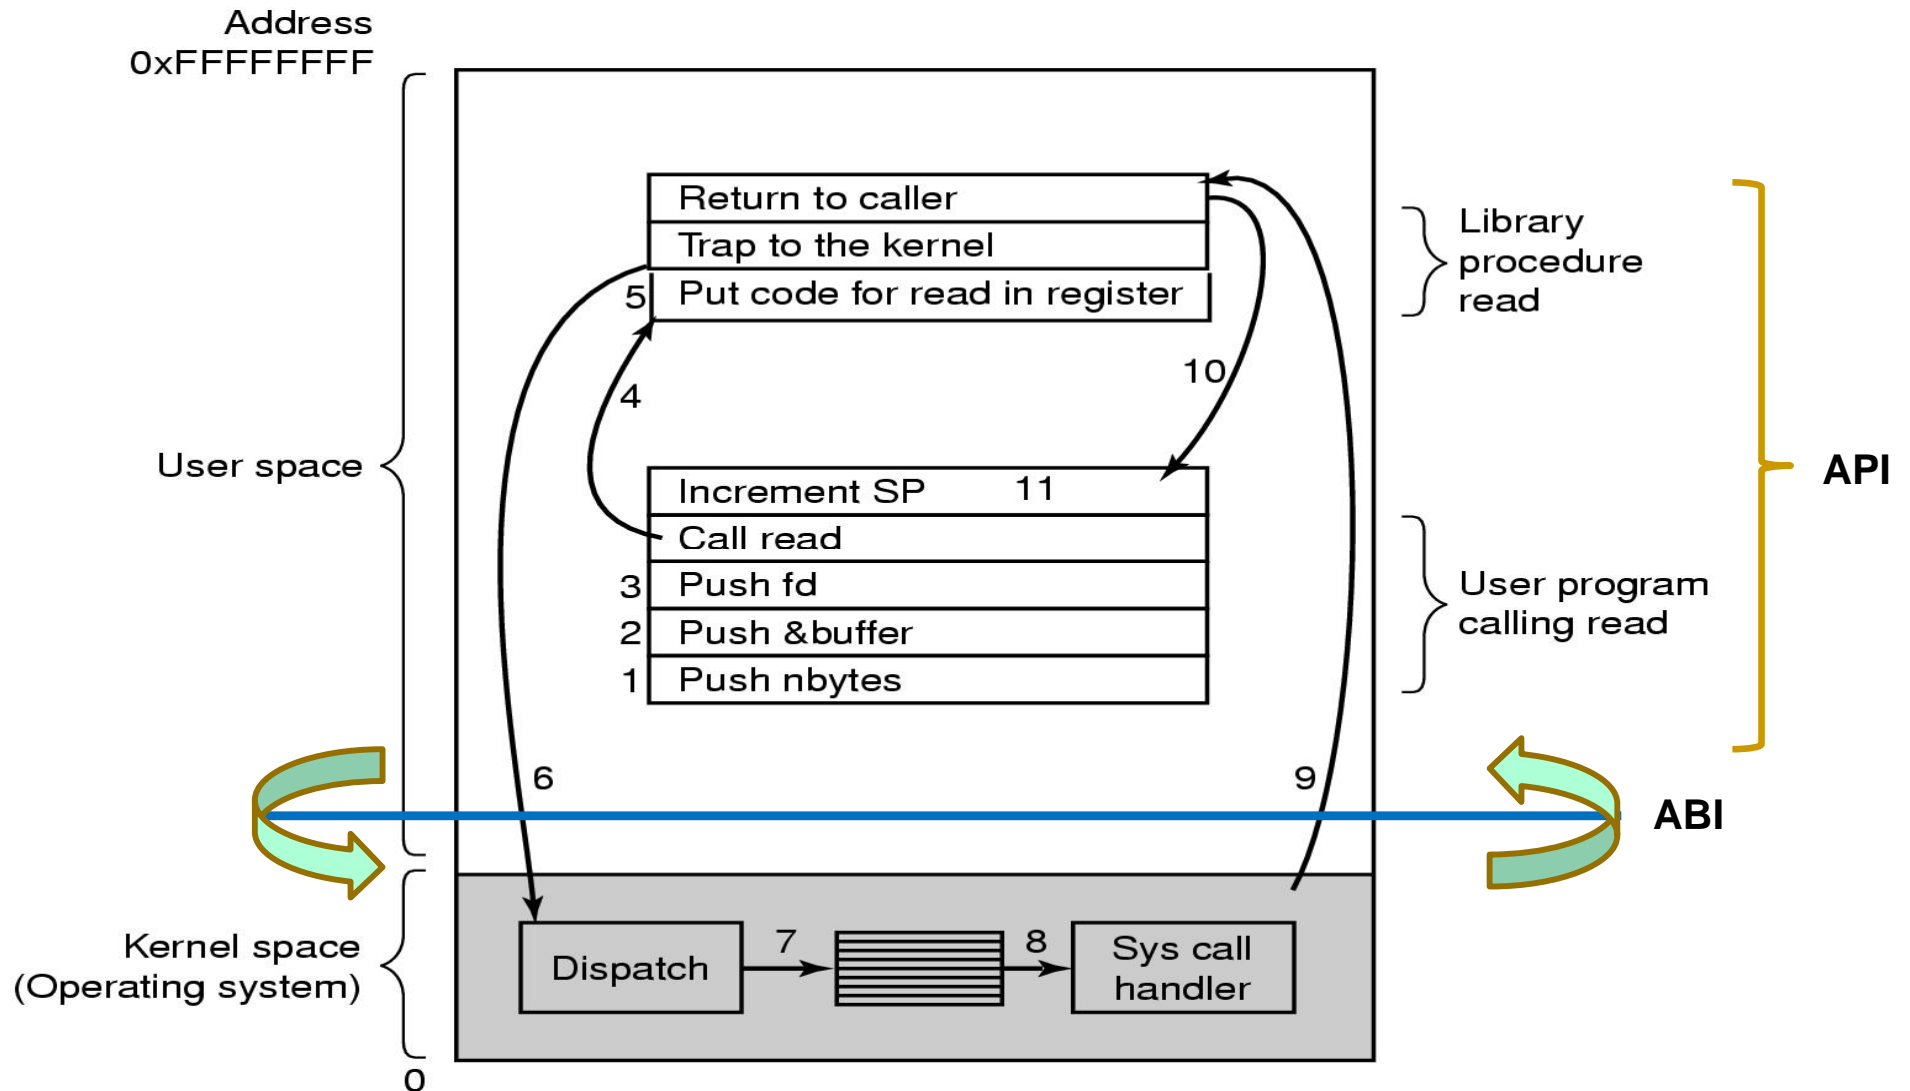 Address
0xFFFFFFFF
Return to caller
Trap to the kernel
5 Put code for read in register
Library
procedure
read
4
10
User space
API
Increment SP 11
Call read
3 Push fd
2 Push &buffer
1 Push nbytes
User program
calling read
6
9
ABI
Kernel space
(Operating system)
Dispatch
7
8
Sys call
handler
0